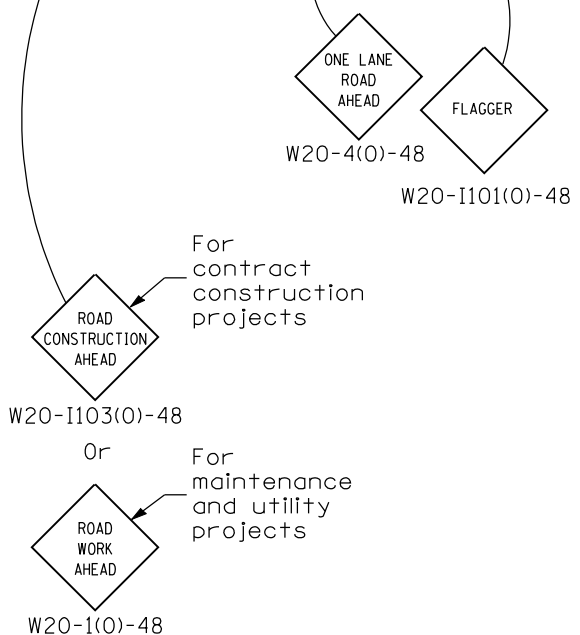 ONE LANE
ROAD
AHEAD
W20-4(O)-48
FLAGGER
W20-I101(O)-48
For
contract
construction
projects
ROAD
CONSTRUCTION
AHEAD
W20-I103(O)-48
Or
For
maintenance
and utility
projects
ROAD
WORK
AHEAD
W20-1(O)-48